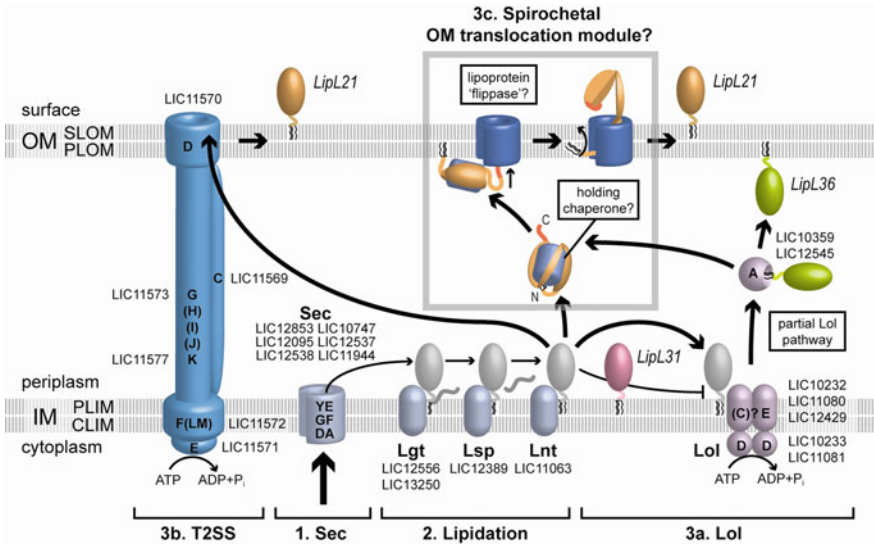 3c. Spirochetal
OM translocation module?
LIC11570
LipL21
lipoprotein
'flippase'?
LipL21
surface
OM
SLOM
PLOM
D
LipL36
holding
chaperone?
C
N
LIC10359
LIC12545
A
C
LIC11569
LIC11573
G
(H)
(I)
(J)
K
LIC11577
Sec
LIC12853 LIC10747
LIC12095 LIC12537
LIC12538 LIC11944
partial Lol
pathway
LipL31
periplasm
IM
PLIM
CLIM
cytoplasm
F(LM)
LIC11572
E
LIC11571
ATP
ADP+Pi
YE
GF
DA
Lgt
LIC12556
LIC13250
Lsp
LIC12389
Lnt
LIC11063
Lol
(C)? E
D D
LIC10232
LIC11080
LIC12429
LIC10233
LIC11081
ATP
ADP+Pi
3b. T2SS
1. Sec
2. Lipidation
3a. Lol